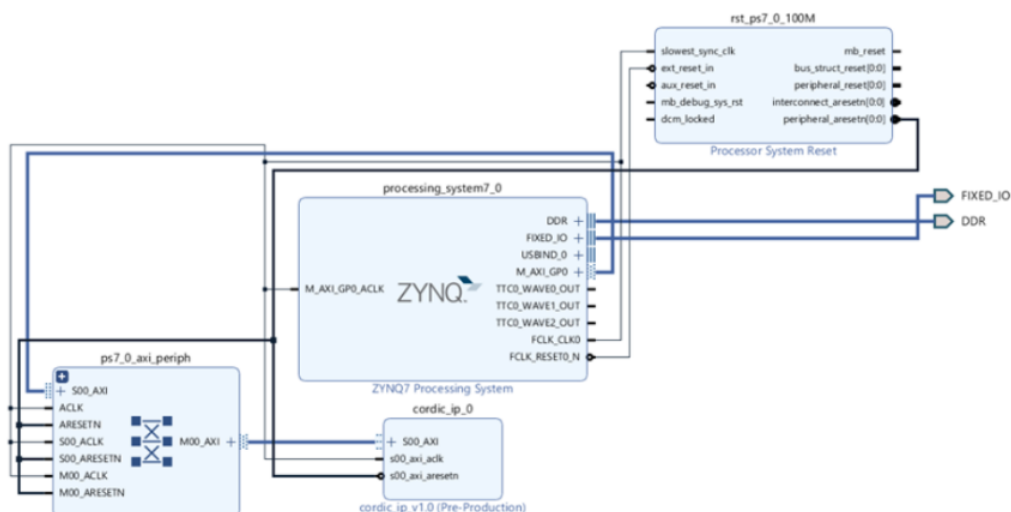 rst_ps7_0_100M
slowest_sync_clk
ext_reset_in
aux_reset_in
mb_debug_sys_rst
dcm_locked
mb_reset
bus_struct_reset[0:0]
peripheral_reset[0:0]
interconnect_aresetn[0:0]
peripheral_aresetn[0:0]
Processor System Reset
processing_system7_0
M_AXI_GP0_ACLK
ZYNQ.
DDR
FIXED_IO
USBIND_0
M_AXI_GP0
TTC0_WAVE0_OUT
TTC0_WAVE1_OUT
TTC0_WAVE2_OUT
FCLK_CLK0
FCLK_RESET0_N
ZYNQ7 Processing System
FIXED_IO
DDR
ps7_0_axi_periph
S00_AXI
ACLK
ARESETN
S00_ACLK
S00_ARESETN
M00_ACLK
M00_ARESETN
M00_AXI
cordic_ip_0
S00_AXI
s00_axi_aclk
s00_axi_aresetn
cordic_ip_v1.0 (Pre-Production)